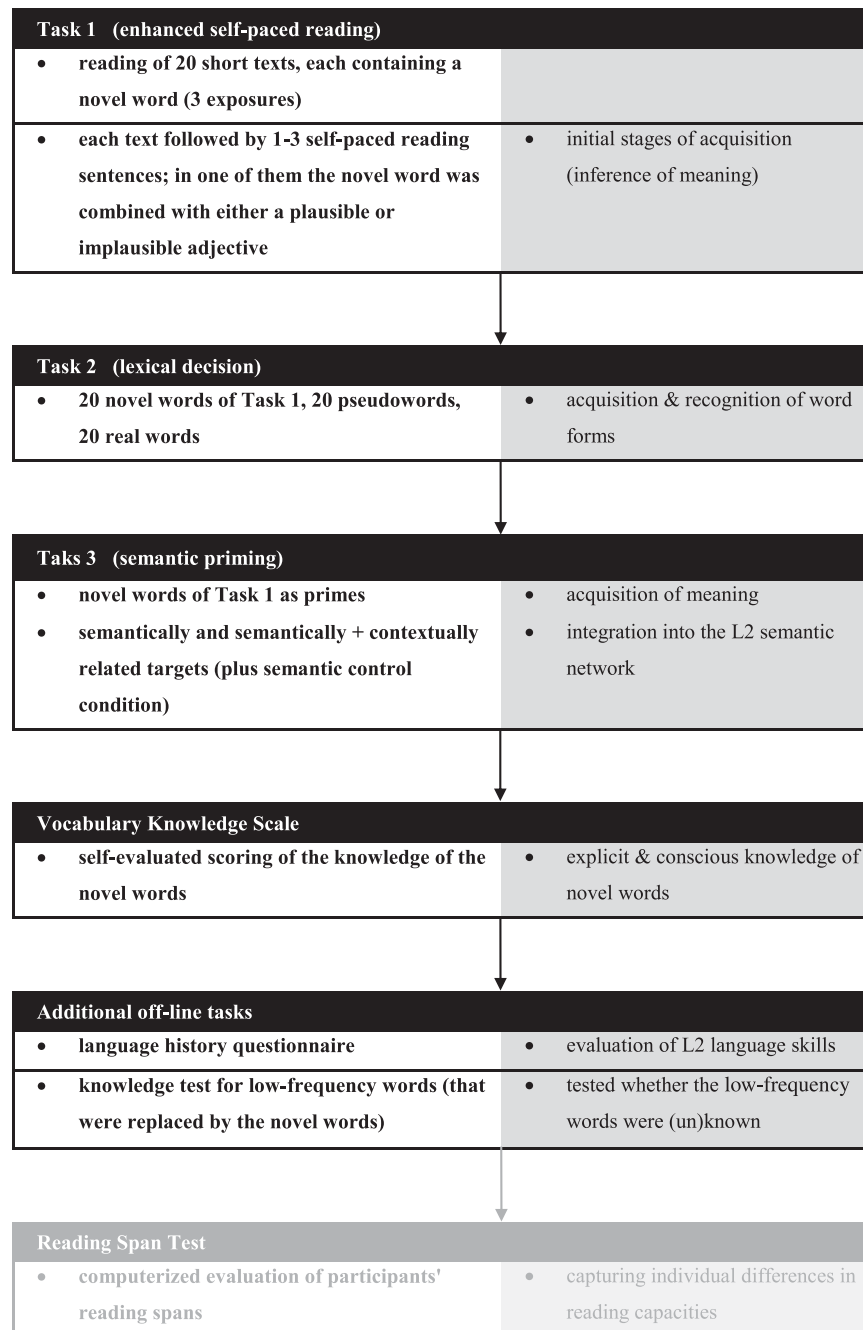 Task 1 (enhanced self-paced reading)
• reading of 20 short texts, each containing a
novel word (3 exposures)
• each text followed by 1-3 self-paced reading
sentences; in one of them the novel word was
combined with either a plausible or
implausible adjective
• initial stages of acquisition
(inference of meaning)
Task 2 (lexical decision)
• 20 novel words of Task 1, 20 pseudowords,
20 real words
• acquisition & recognition of word
forms
Taks 3 (semantic priming)
• novel words of Task 1 as primes
• semantically and semantically + contextually
related targets (plus semantic control
condition)
• acquisition of meaning
• integration into the L2 semantic
network
Vocabulary Knowledge Scale
• self-evaluated scoring of the knowledge of the
novel words
• explicit & conscious knowledge of
novel words
Additional off-line tasks
• language history questionnaire
• evaluation of L2 language skills
• knowledge test for low-frequency words (that
were replaced by the novel words)
• tested whether the low-frequency
words were (un)known
Reading Span Test
• computerized evaluation of participants'
reading spans
• capturing individual differences in
reading capacities